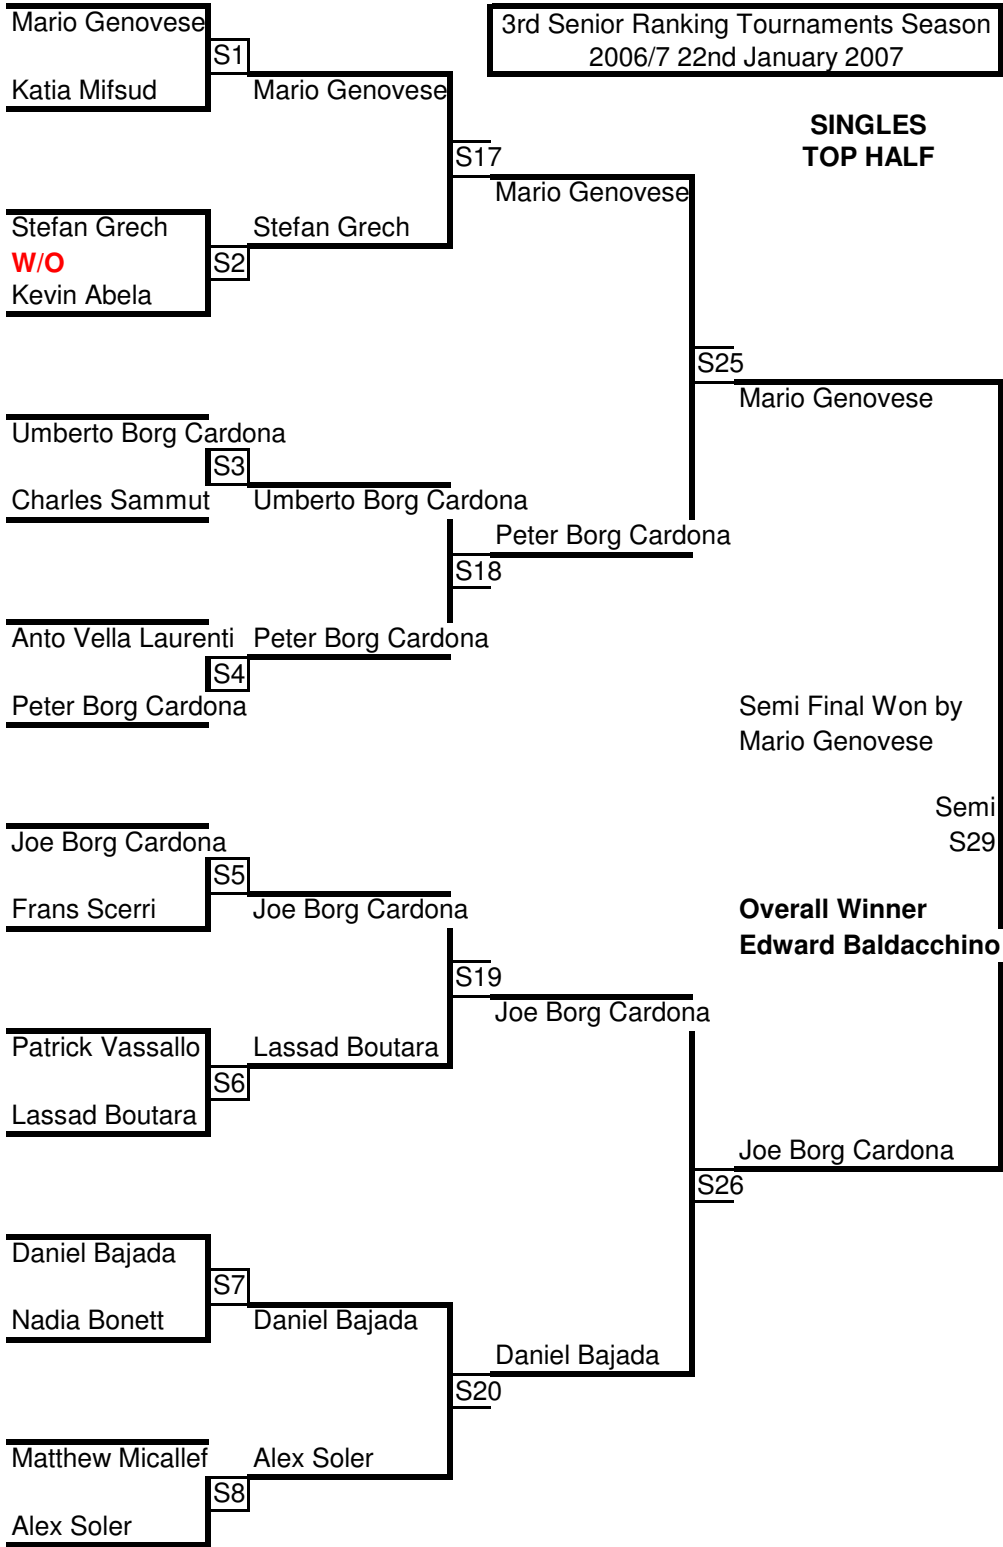 Mario Genovese
3rd Senior Ranking Tournaments Season
2006/7 22nd January 2007
S1
Katia Mifsud
Mario Genovese
SINGLES
TOP HALF
S17
Mario Genovese
Stefan Grech
Stefan Grech
W/O
S2
Kevin Abela
S25
Mario Genovese
Umberto Borg Cardona
S3
Charles Sammut
Umberto Borg Cardona
Peter Borg Cardona
S18
Anto Vella Laurenti
Peter Borg Cardona
S4
Peter Borg Cardona
Semi Final Won by
Mario Genovese
Semi
S29
Joe Borg Cardona
S5
Frans Scerri
Joe Borg Cardona
Overall Winner
Edward Baldacchino
S19
Joe Borg Cardona
Patrick Vassallo
Lassad Boutara
S6
Lassad Boutara
Joe Borg Cardona
S26
Daniel Bajada
S7
Nadia Bonett
Daniel Bajada
Daniel Bajada
S20
Matthew Micallef
Alex Soler
S8
Alex Soler